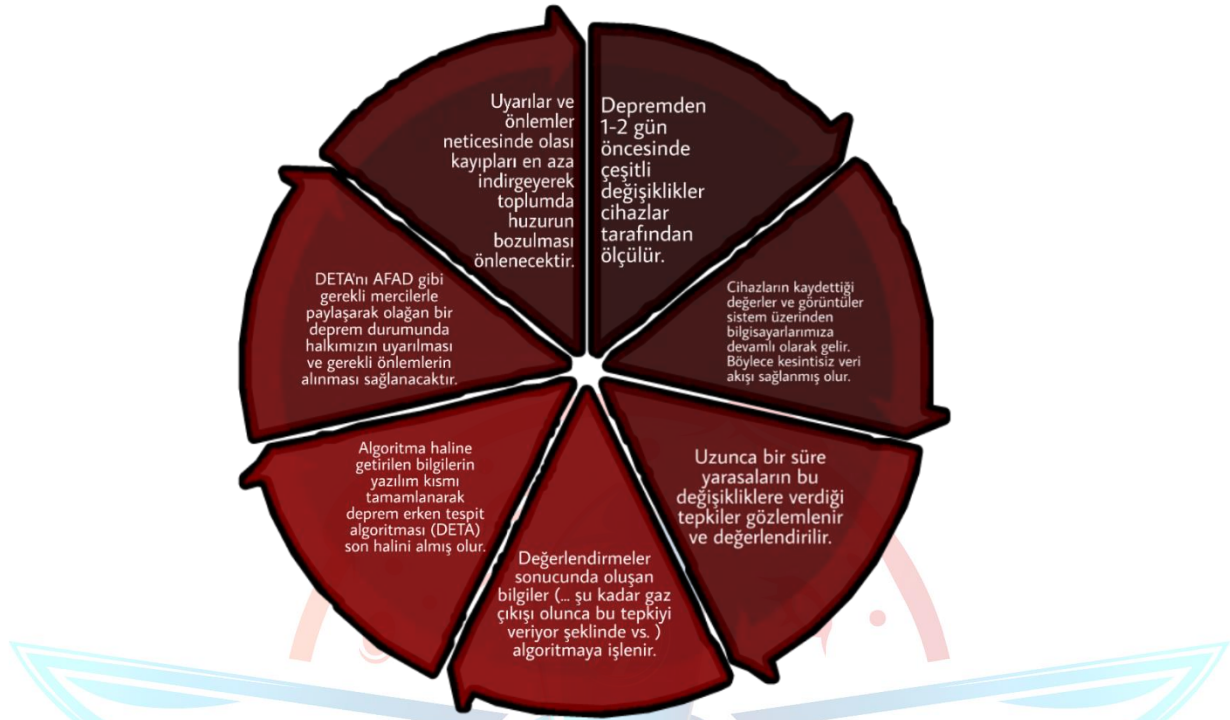 Depremden
1-2 gün
öncesinde
çeşitli
değişiklikler
cihazlar
tarafından
ölçülür.
Cihazların kaydettiği
değerler ve görüntüler
sistem üzerinden
bilgisayarlarımıza
devamlı olarak gelir.
Böylece kesintisiz veri
akışı sağlanmış olur.
Uzunca bir süre
yarasaların bu
değişikliklere verdiği
tepkiler gözlemlenir
ve değerlendirilir.
Değerlendirmeler
sonucunda oluşan
bilgiler (... şu kadar gaz
çıkışı olunca bu tepkiyi
veriyor şeklinde vs. )
algoritmaya işlenir.
Algoritma haline
getirilen bilgilerin
yazılım kısmı
tamamlanarak
deprem erken tespit
algoritması (DETA)
son halini almış olur.
DETA'nı AFAD gibi
gerekli mercilerle
paylaşarak olağan bir
deprem durumunda
halkımızın uyarılması
ve gerekli önlemlerin
alınması sağlanacaktır.
Uyarılar ve
önlemler
neticesinde olası
kayıpları en aza
indirgeyerek
toplumda
huzurun
bozulması
önlenecektir.